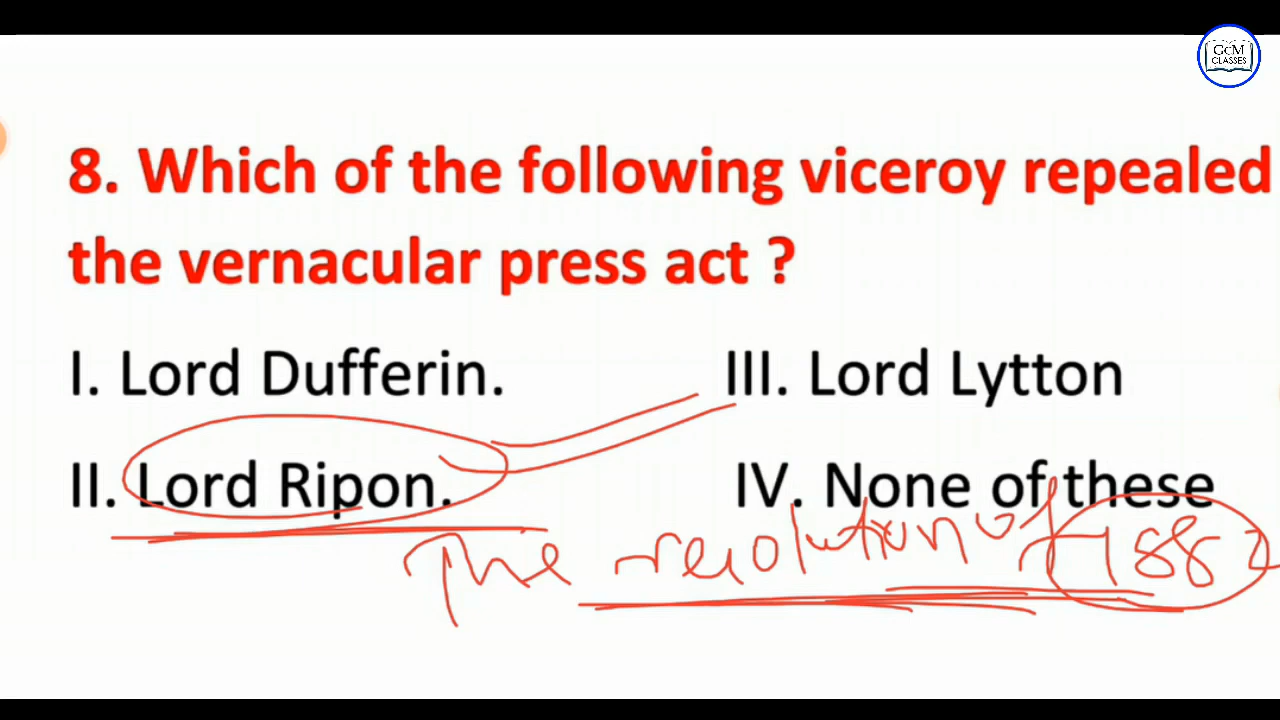 GCM
CLASSES
8. Which of the following viceroy repealed
the vernacular press act ?
I. Lord Dufferin.
III. Lord Lytton
II. Lord Ripon.
IV. None of these
The resolution of 1882